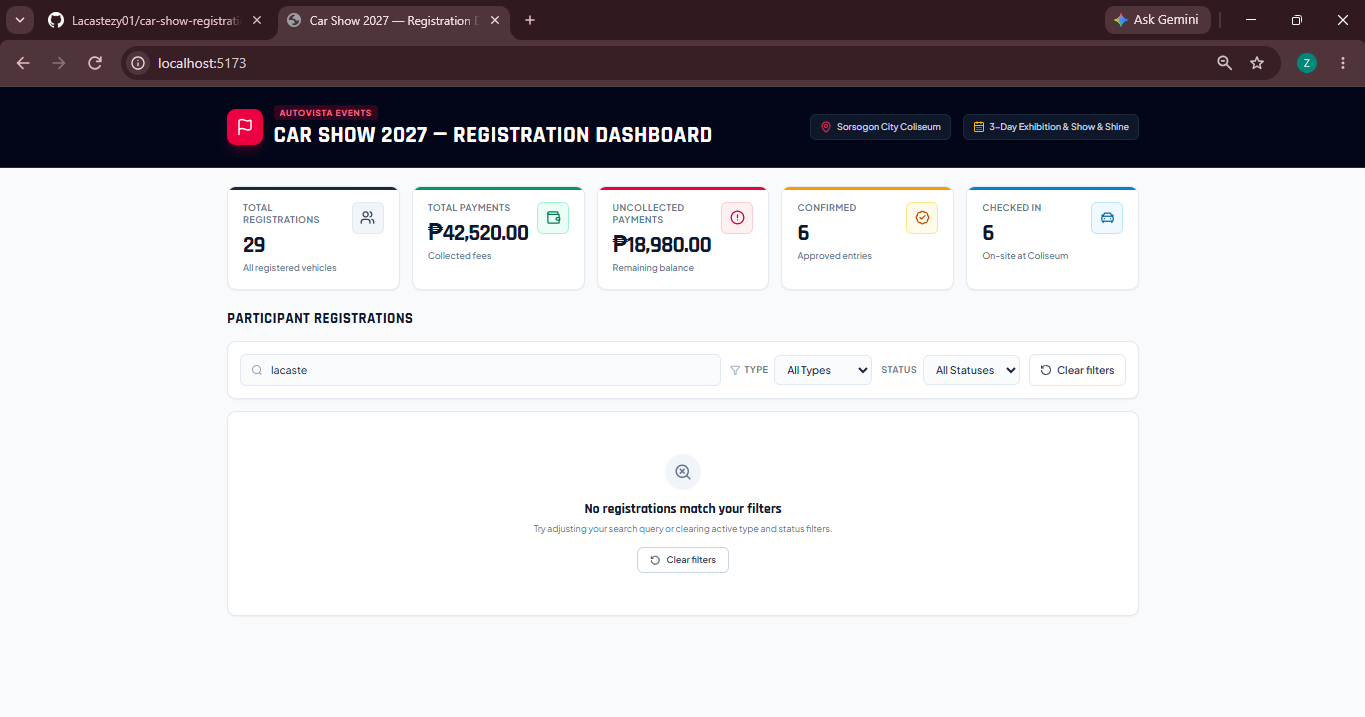 Lacastezy01/car-show-registrati
Car Show 2027 — Registration D
Ask Gemini
localhost:5173
Z
AUTOVISTA EVENTS
CAR SHOW 2027 — REGISTRATION DASHBOARD
Sorsogon City Coliseum
3-Day Exhibition & Show & Shine
TOTAL REGISTRATIONS
29
All registered vehicles
TOTAL PAYMENTS
₱42,520.00
Collected fees
UNCOLLECTED PAYMENTS
₱18,980.00
Remaining balance
CONFIRMED
6
Approved entries
CHECKED IN
6
On-site at Coliseum
PARTICIPANT REGISTRATIONS
lacaste
TYPE
All Types
STATUS
All Statuses
Clear filters
No registrations match your filters
Try adjusting your search query or clearing active type and status filters.
Clear filters